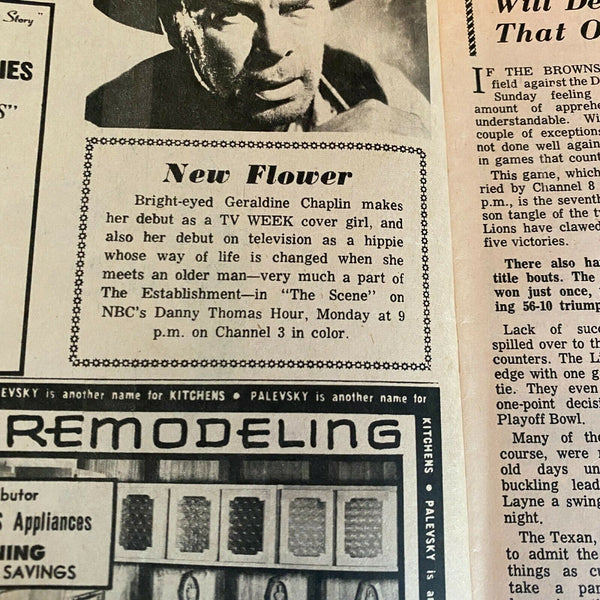 Story"
IES
S"
New Flower
Bright-eyed Geraldine Chaplin makes
her debut as a TV WEEK cover girl, and
also her debut on television as a hippie
whose way of life is changed when she
meets an older man—very much a part of
The Establishment—in "The Scene" on
NBC's Danny Thomas Hour, Monday at 9
p.m. on Channel 3 in color.
LEVSKY is another name for KITCHENS • PALEVSKY is another name for
KITCHENS • PALEVSKY is an
REMODELING
butor
S Appliances
NING
SAVINGS
Will De
That O
IF THE BROWNS
field against the D
Sunday feeling
amount of appreh
understandable. Wi
couple of exceptions
not done well again
in games that count
This game, which
ried by Channel 8
p.m., is the seventh
son tangle of the tw
Lions have clawed
five victories.
There also ha
title bouts. The
won just once,
ing 56-10 triump
Lack of succ
spilled over to th
counters. The Li
edge with one g
tie. They even
one-point decisi
Playoff Bowl.
Many of the
course, were
old days un
buckling lead
Layne a swing
night.
The Texan,
to admit the
things as cu
take a par